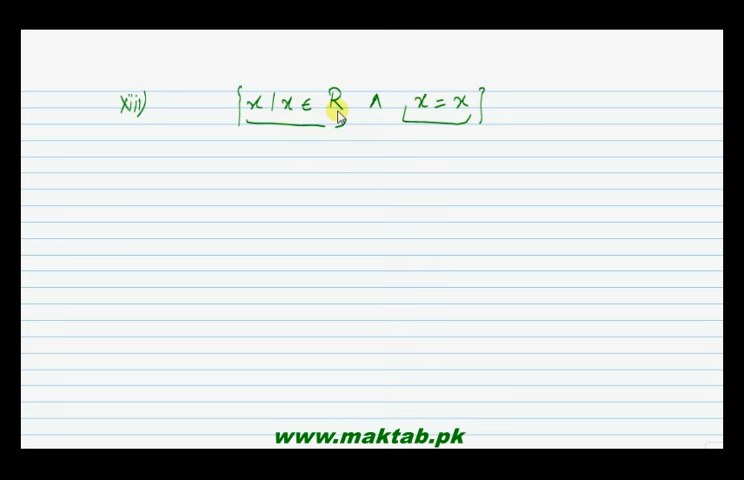 xiii) {x / x ∈ R ∧ x = x}
www.maktab.pk